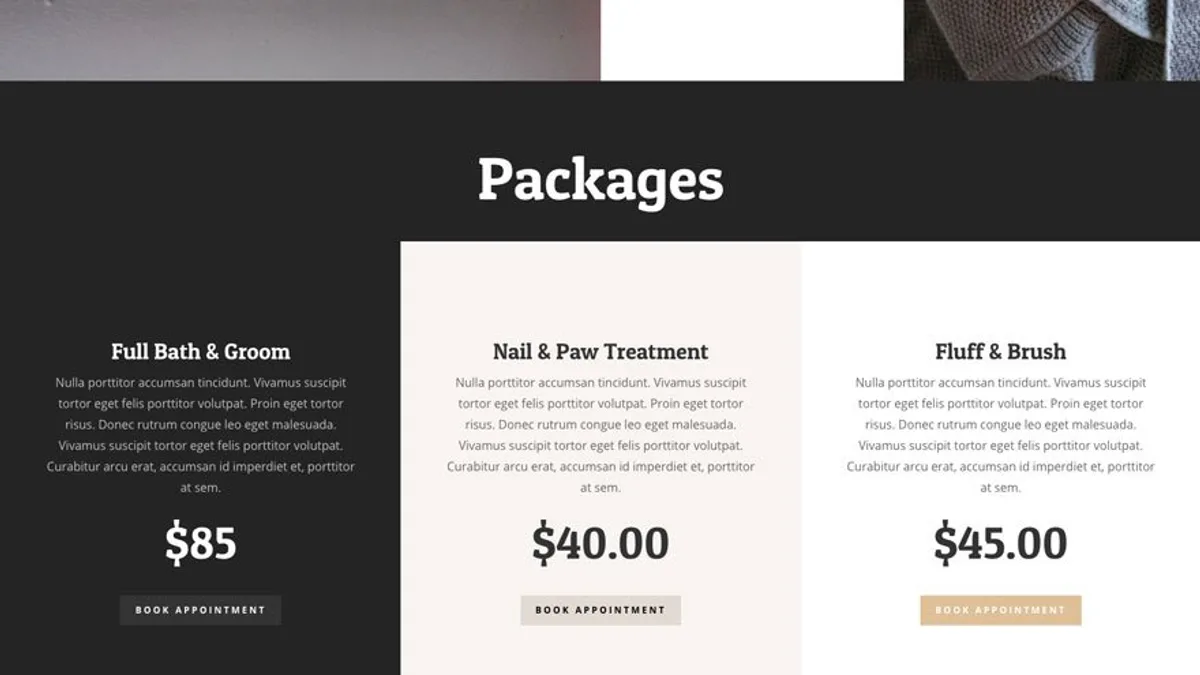 Packages
Full Bath & Groom
Nulla porttitor accumsan tincidunt. Vivamus suscipit
tortor eget felis porttitor volutpat. Proin eget tortor
risus. Donec rutrum congue leo eget malesuada.
Vivamus suscipit tortor eget felis porttitor volutpat.
Curabitur arcu erat, accumsan id imperdiet et, porttitor
at sem.
$85
BOOK APPOINTMENT
Nail & Paw Treatment
Nulla porttitor accumsan tincidunt. Vivamus suscipit
tortor eget felis porttitor volutpat. Proin eget tortor
risus. Donec rutrum congue leo eget malesuada.
Vivamus suscipit tortor eget felis porttitor volutpat.
Curabitur arcu erat, accumsan id imperdiet et, porttitor
at sem.
$40.00
BOOK APPOINTMENT
Fluff & Brush
Nulla porttitor accumsan tincidunt. Vivamus suscipit
tortor eget felis porttitor volutpat. Proin eget tortor
risus. Donec rutrum congue leo eget malesuada.
Vivamus suscipit tortor eget felis porttitor volutpat.
Curabitur arcu erat, accumsan id imperdiet et, porttitor
at sem.
$45.00
BOOK APPOINTMENT